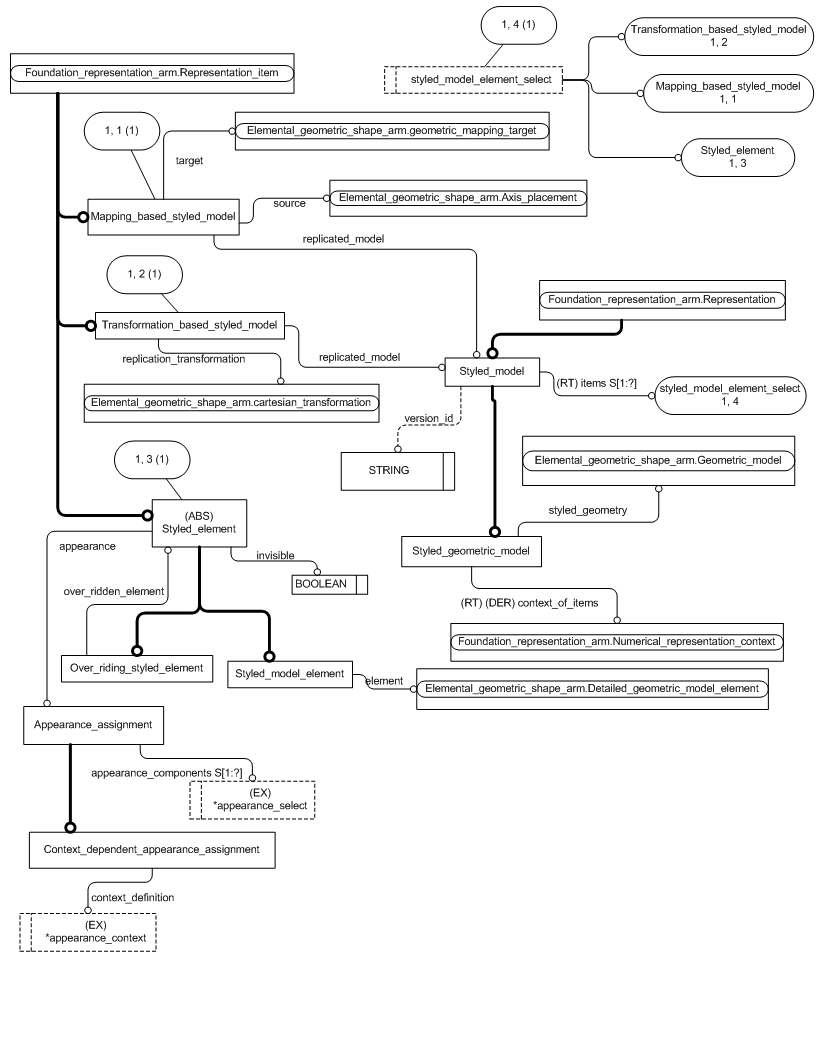 1, 4 (1)
Transformation_based_styled_model
1, 2
Foundation_representation_arm.Representation_item
styled_model_element_select
Mapping_based_styled_model
1, 1
1, 1 (1)
Elemental_geometric_shape_arm.geometric_mapping_target
target
Styled_element
1, 3
Mapping_based_styled_model
source
Elemental_geometric_shape_arm.Axis_placement
replicated_model
1, 2 (1)
Foundation_representation_arm.Representation
Transformation_based_styled_model
replication_transformation
replicated_model
Styled_model
(RT) items S[1:?]
styled_model_element_select
1, 4
Elemental_geometric_shape_arm.cartesian_transformation
version_id
1, 3 (1)
STRING
Elemental_geometric_shape_arm.Geometric_model
(ABS)
Styled_element
styled_geometry
appearance
invisible
Styled_geometric_model
BOOLEAN
over_ridden_element
(RT) (DER) context_of_items
Foundation_representation_arm.Numerical_representation_context
Over_riding_styled_element
Styled_model_element
element
Elemental_geometric_shape_arm.Detailed_geometric_model_element
Appearance_assignment
appearance_components S[1:?]
(EX)
*appearance_select
Context_dependent_appearance_assignment
context_definition
(EX)
*appearance_context